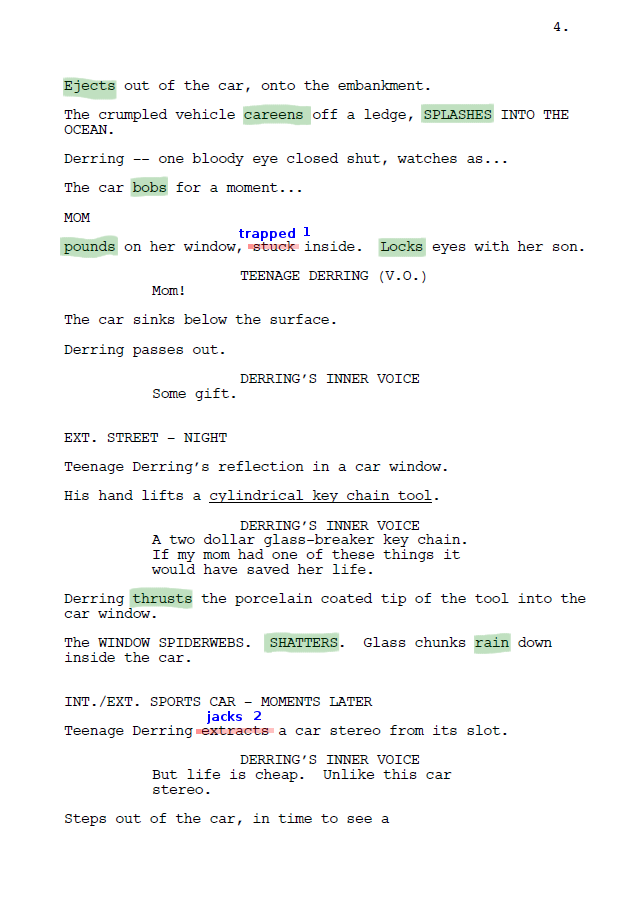 4.
Ejects out of the car, onto the embankment.
The crumpled vehicle careens off a ledge, SPLASHES INTO THE
OCEAN.
Derring -- one bloody eye closed shut, watches as...
The car bobs for a moment...
MOM
trapped 1
pounds on her window, stuck inside.  Locks eyes with her son.
TEENAGE DERRING (V.O.)
Mom!
The car sinks below the surface.
Derring passes out.
DERRING'S INNER VOICE
Some gift.
EXT. STREET - NIGHT
Teenage Derring's reflection in a car window.
His hand lifts a cylindrical key chain tool.
DERRING'S INNER VOICE
A two dollar glass-breaker key chain.
If my mom had one of these things it
would have saved her life.
Derring thrusts the porcelain coated tip of the tool into the
car window.
The WINDOW SPIDERWEBS.  SHATTERS.  Glass chunks rain down
inside the car.
INT./EXT. SPORTS CAR - MOMENTS LATER
jacks 2
Teenage Derring extracts a car stereo from its slot.
DERRING'S INNER VOICE
But life is cheap.  Unlike this car
stereo.
Steps out of the car, in time to see a